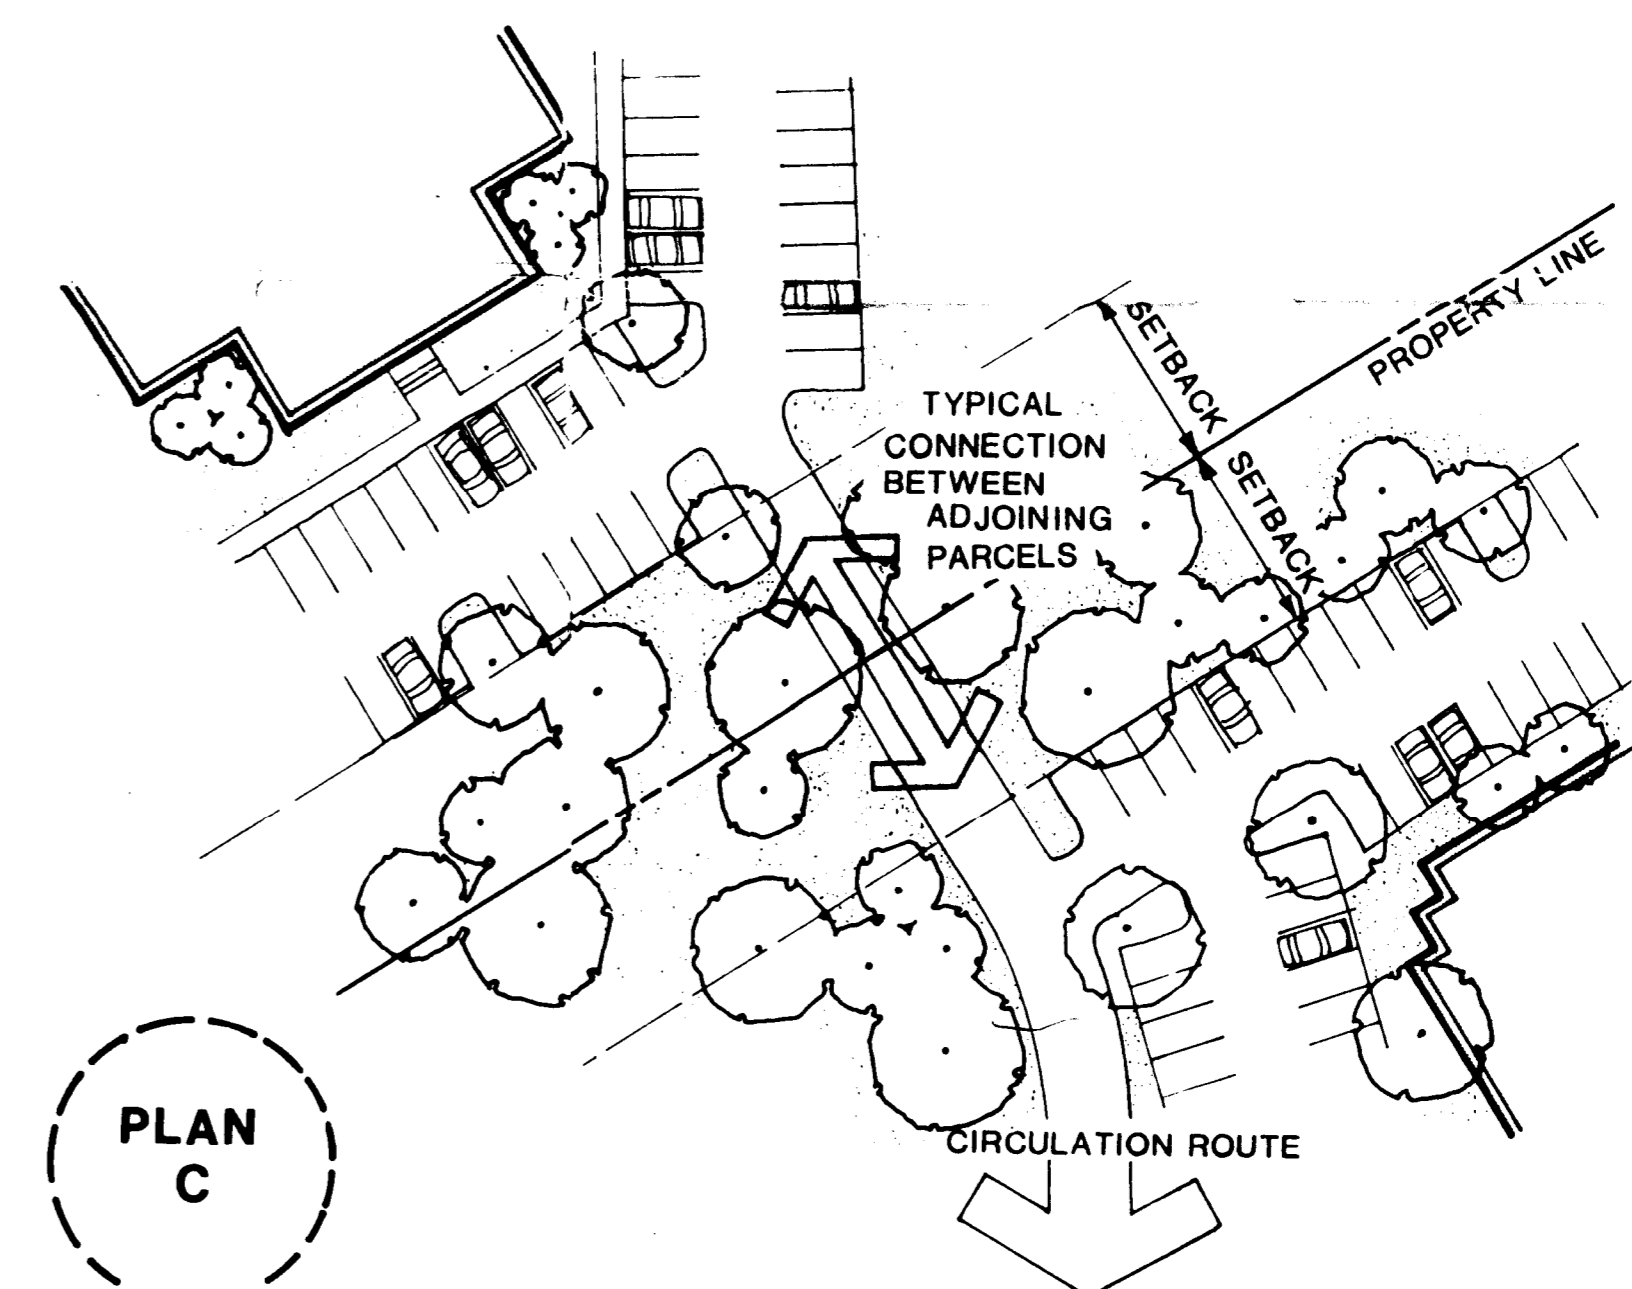 PROPERTY LINE
SETBACK
SETBACK
TYPICAL
CONNECTION
BETWEEN
ADJOINING
PARCELS
PLAN
C
CIRCULATION ROUTE